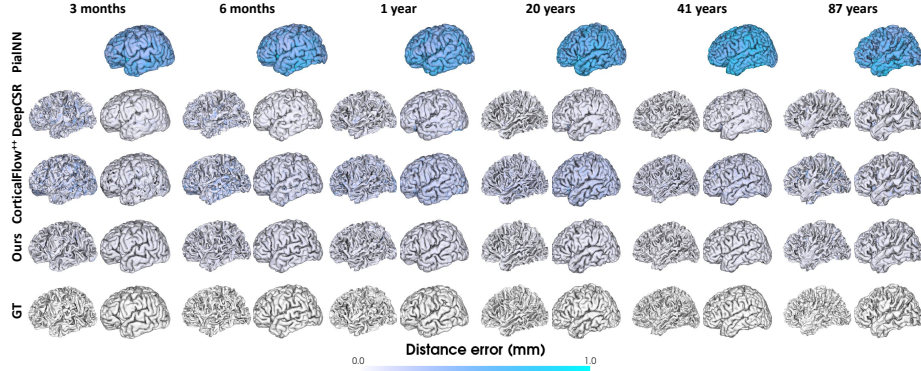 3 months 6 months 1 year 20 years 41 years 87 years
PialNN
DeepCSR
CorticalFlow++
Ours
GT
Distance error (mm)
0.0 1.0